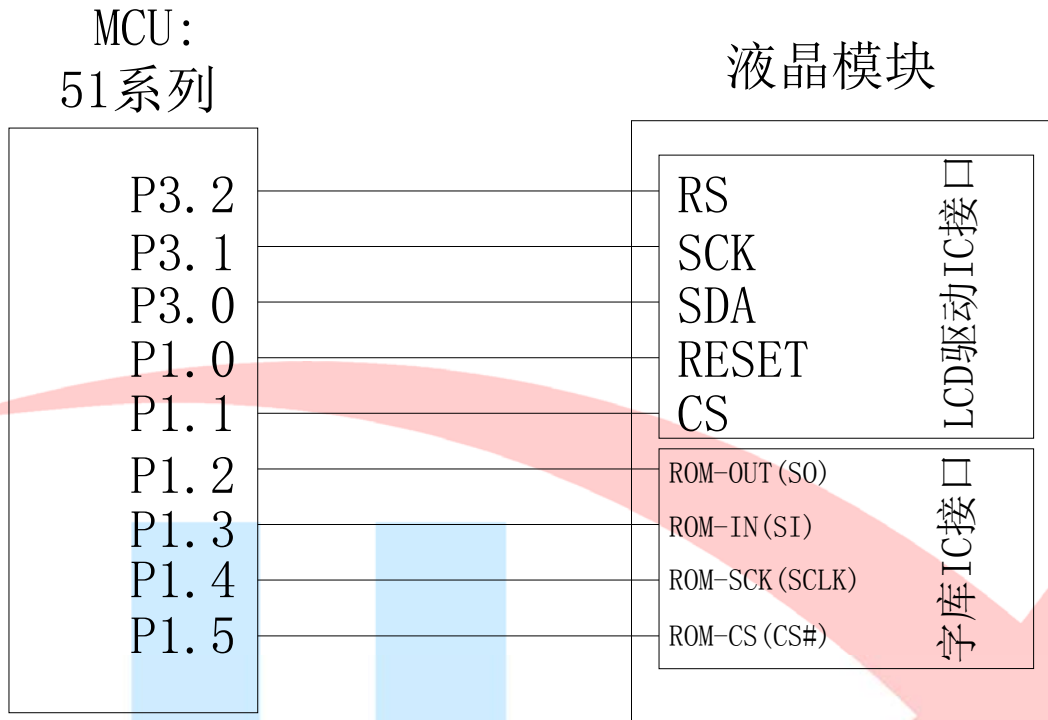 MCU:
51系列
液晶模块
P3.2
P3.1
P3.0
P1.0
P1.1
P1.2
P1.3
P1.4
P1.5
RS
SCK
SDA
RESET
CS
LCD驱动IC接口
ROM-OUT(SO)
ROM-IN(SI)
ROM-SCK(SCLK)
ROM-CS(CS#)
字库IC接口